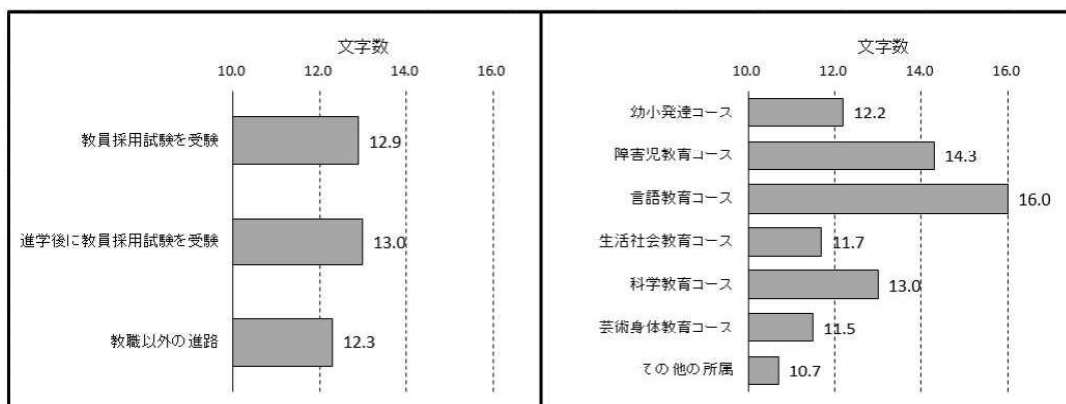 文字数
10.0 12.0 14.0 16.0
教員採用試験を受験 12.9
進学後に教員採用試験を受験 13.0
教職以外の進路 12.3
文字数
10.0 12.0 14.0 16.0
幼小発達コース 12.2
障害児教育コース 14.3
言語教育コース 16.0
生活社会教育コース 11.7
科学教育コース 13.0
芸術身体教育コース 11.5
その他の所属 10.7